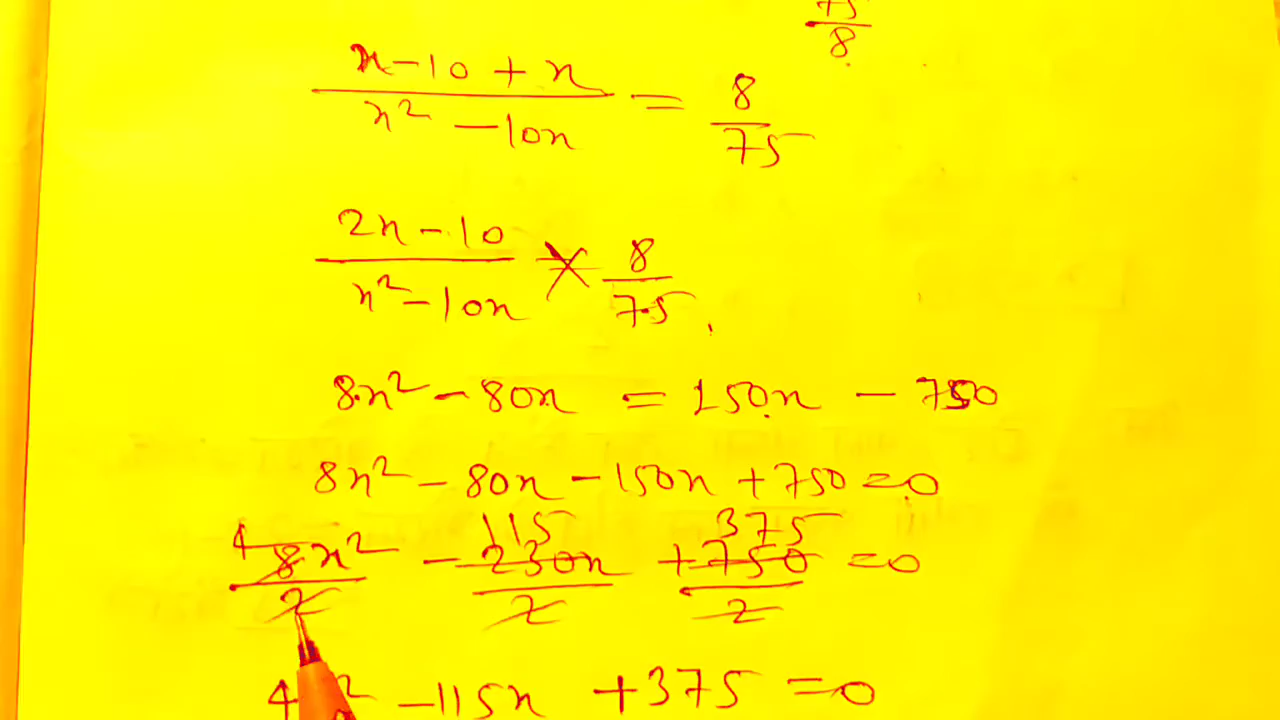 75/8
(x-10+x)/(x² -10x) = 8/75
(2x-10)/(x²-10x) = 8/75
8x² - 80x = 150x - 750
8x² - 80x - 150x + 750 = 0
4 115 375
8x²/2 - 230x/2 + 750/2 = 0
4x² - 115x + 375 = 0